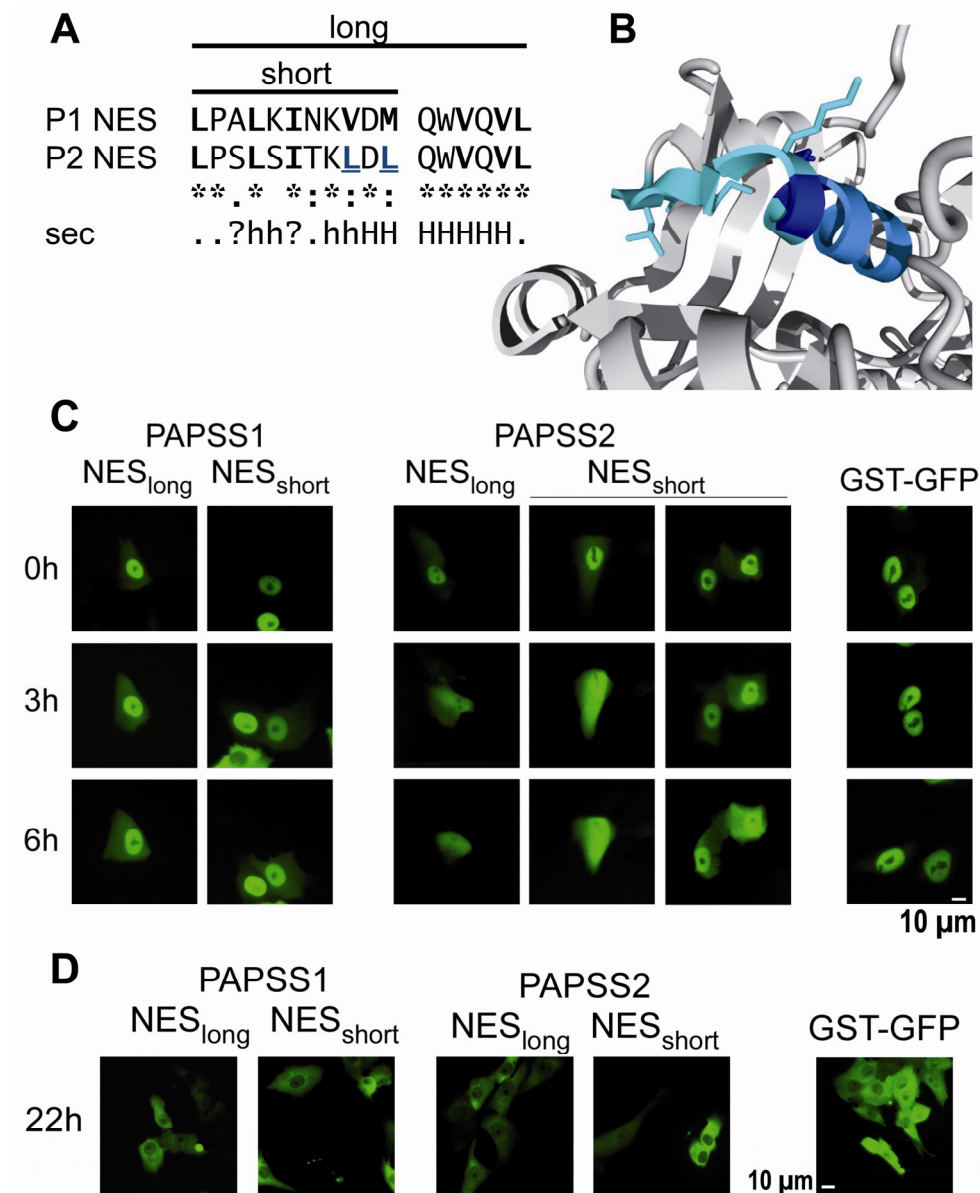 A
long
short
P1 NES LPALKINKVDM QWVQVL
P2 NES LPSLSITKLDL QWVQVL
**.* *:*:*: ******
sec ..?hh?.hhHH HHHHH.
B
C
PAPSS1 PAPSS2
NESlong NESshort NESlong NESshort GST-GFP
0h
3h
6h
10 µm
D
PAPSS1 PAPSS2
NESlong NESshort NESlong NESshort GST-GFP
22h
10 µm